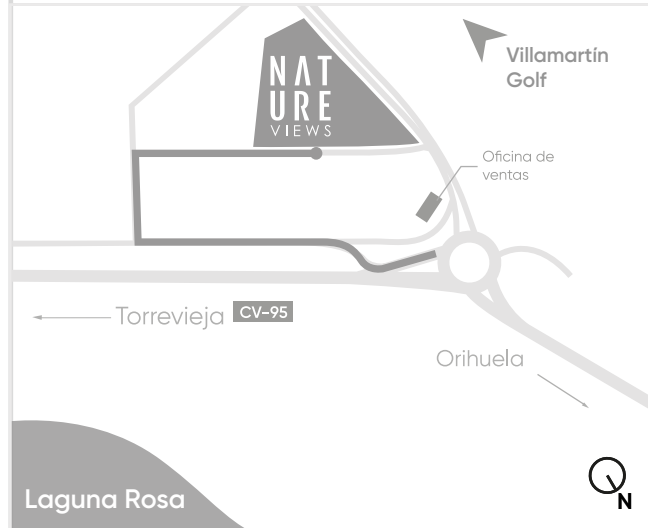 NAT
URE
VIEWS
Villamartín
Golf
Oficina de
ventas
Torrevieja CV-95
Orihuela
Laguna Rosa
N